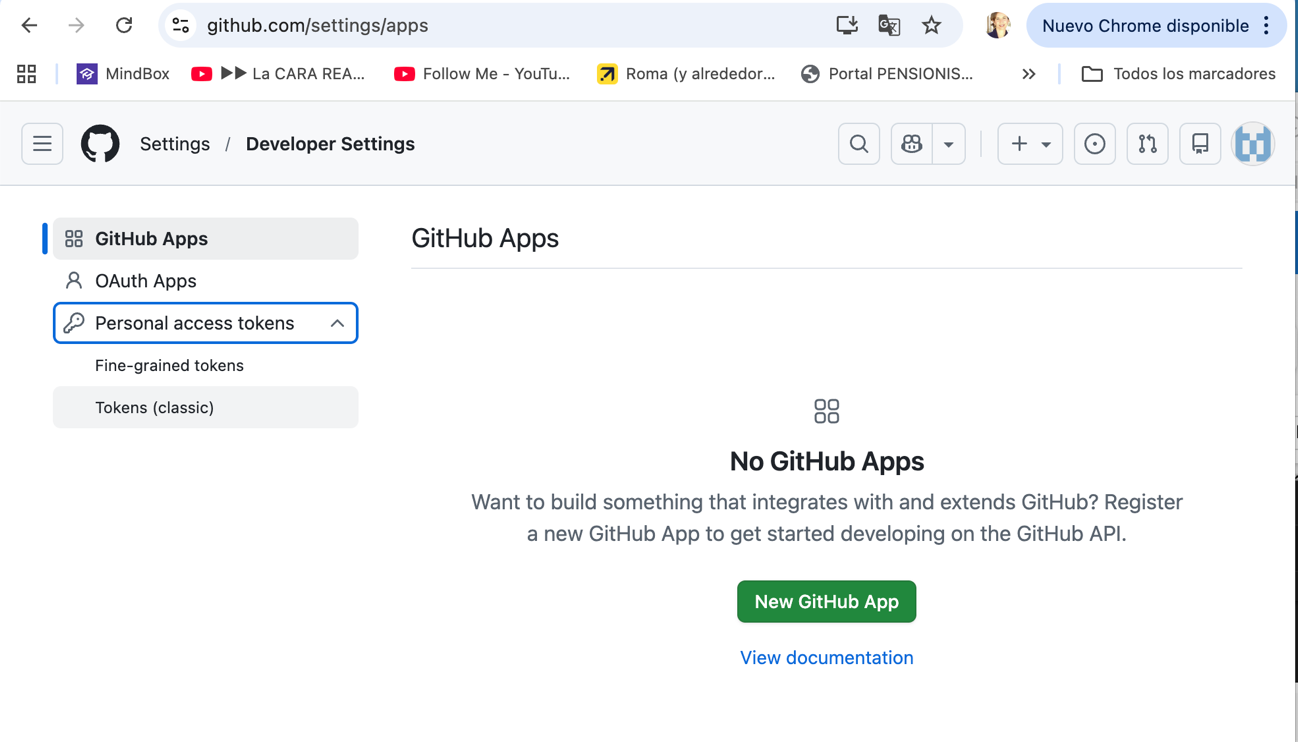 github.com/settings/apps
Nuevo Chrome disponible
MindBox
▶▶ La CARA REA...
Follow Me - YouTu...
Roma (y alrededor...
Portal PENSIONIS...
Todos los marcadores
Settings / Developer Settings
GitHub Apps
OAuth Apps
Personal access tokens
Fine-grained tokens
Tokens (classic)
GitHub Apps
No GitHub Apps
Want to build something that integrates with and extends GitHub? Register
a new GitHub App to get started developing on the GitHub API.
New GitHub App
View documentation